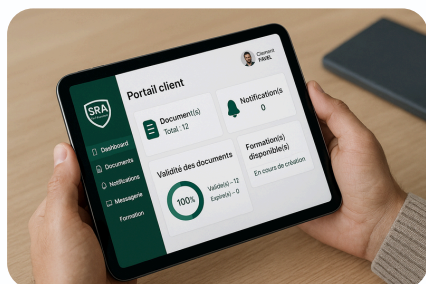 Clement
PAVEL
Portail client
SRA
Dashboard
Documents
Notifications
Messagerie
Formation
Document(s)
Total . 12
Notification(s)
0
Validité des documents
100%
Valide(s) – 12
Expiré(s) – 0
Formation(s)
disponible(s)
En cours de création